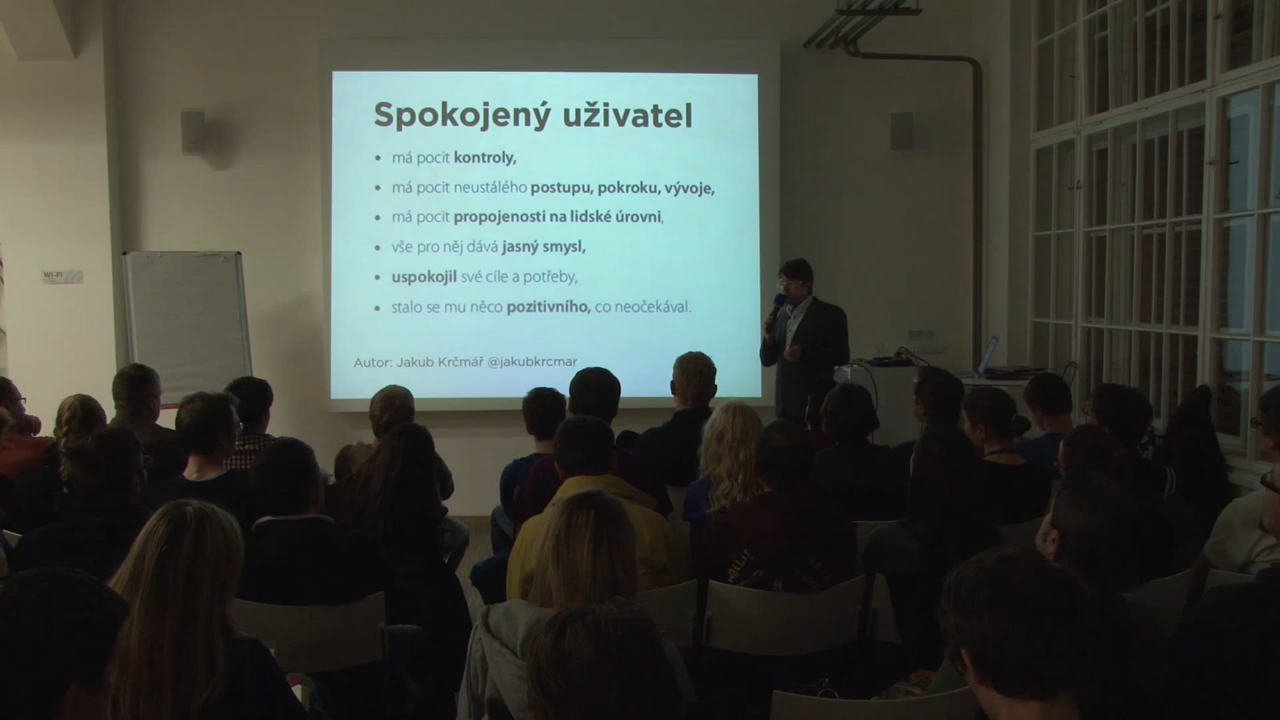 Spokojený uživatel
• má pocit kontroly,
• má pocit neustálého postupu, pokroku, vývoje,
• má pocit propojenosti na lidské úrovni,
• vše pro něj dává jasný smysl,
• uspokojil své cíle a potřeby,
• stalo se mu něco pozitivního, co neočekával.
Autor: Jakub Krčmář @jakubkrcmar
WI-FI